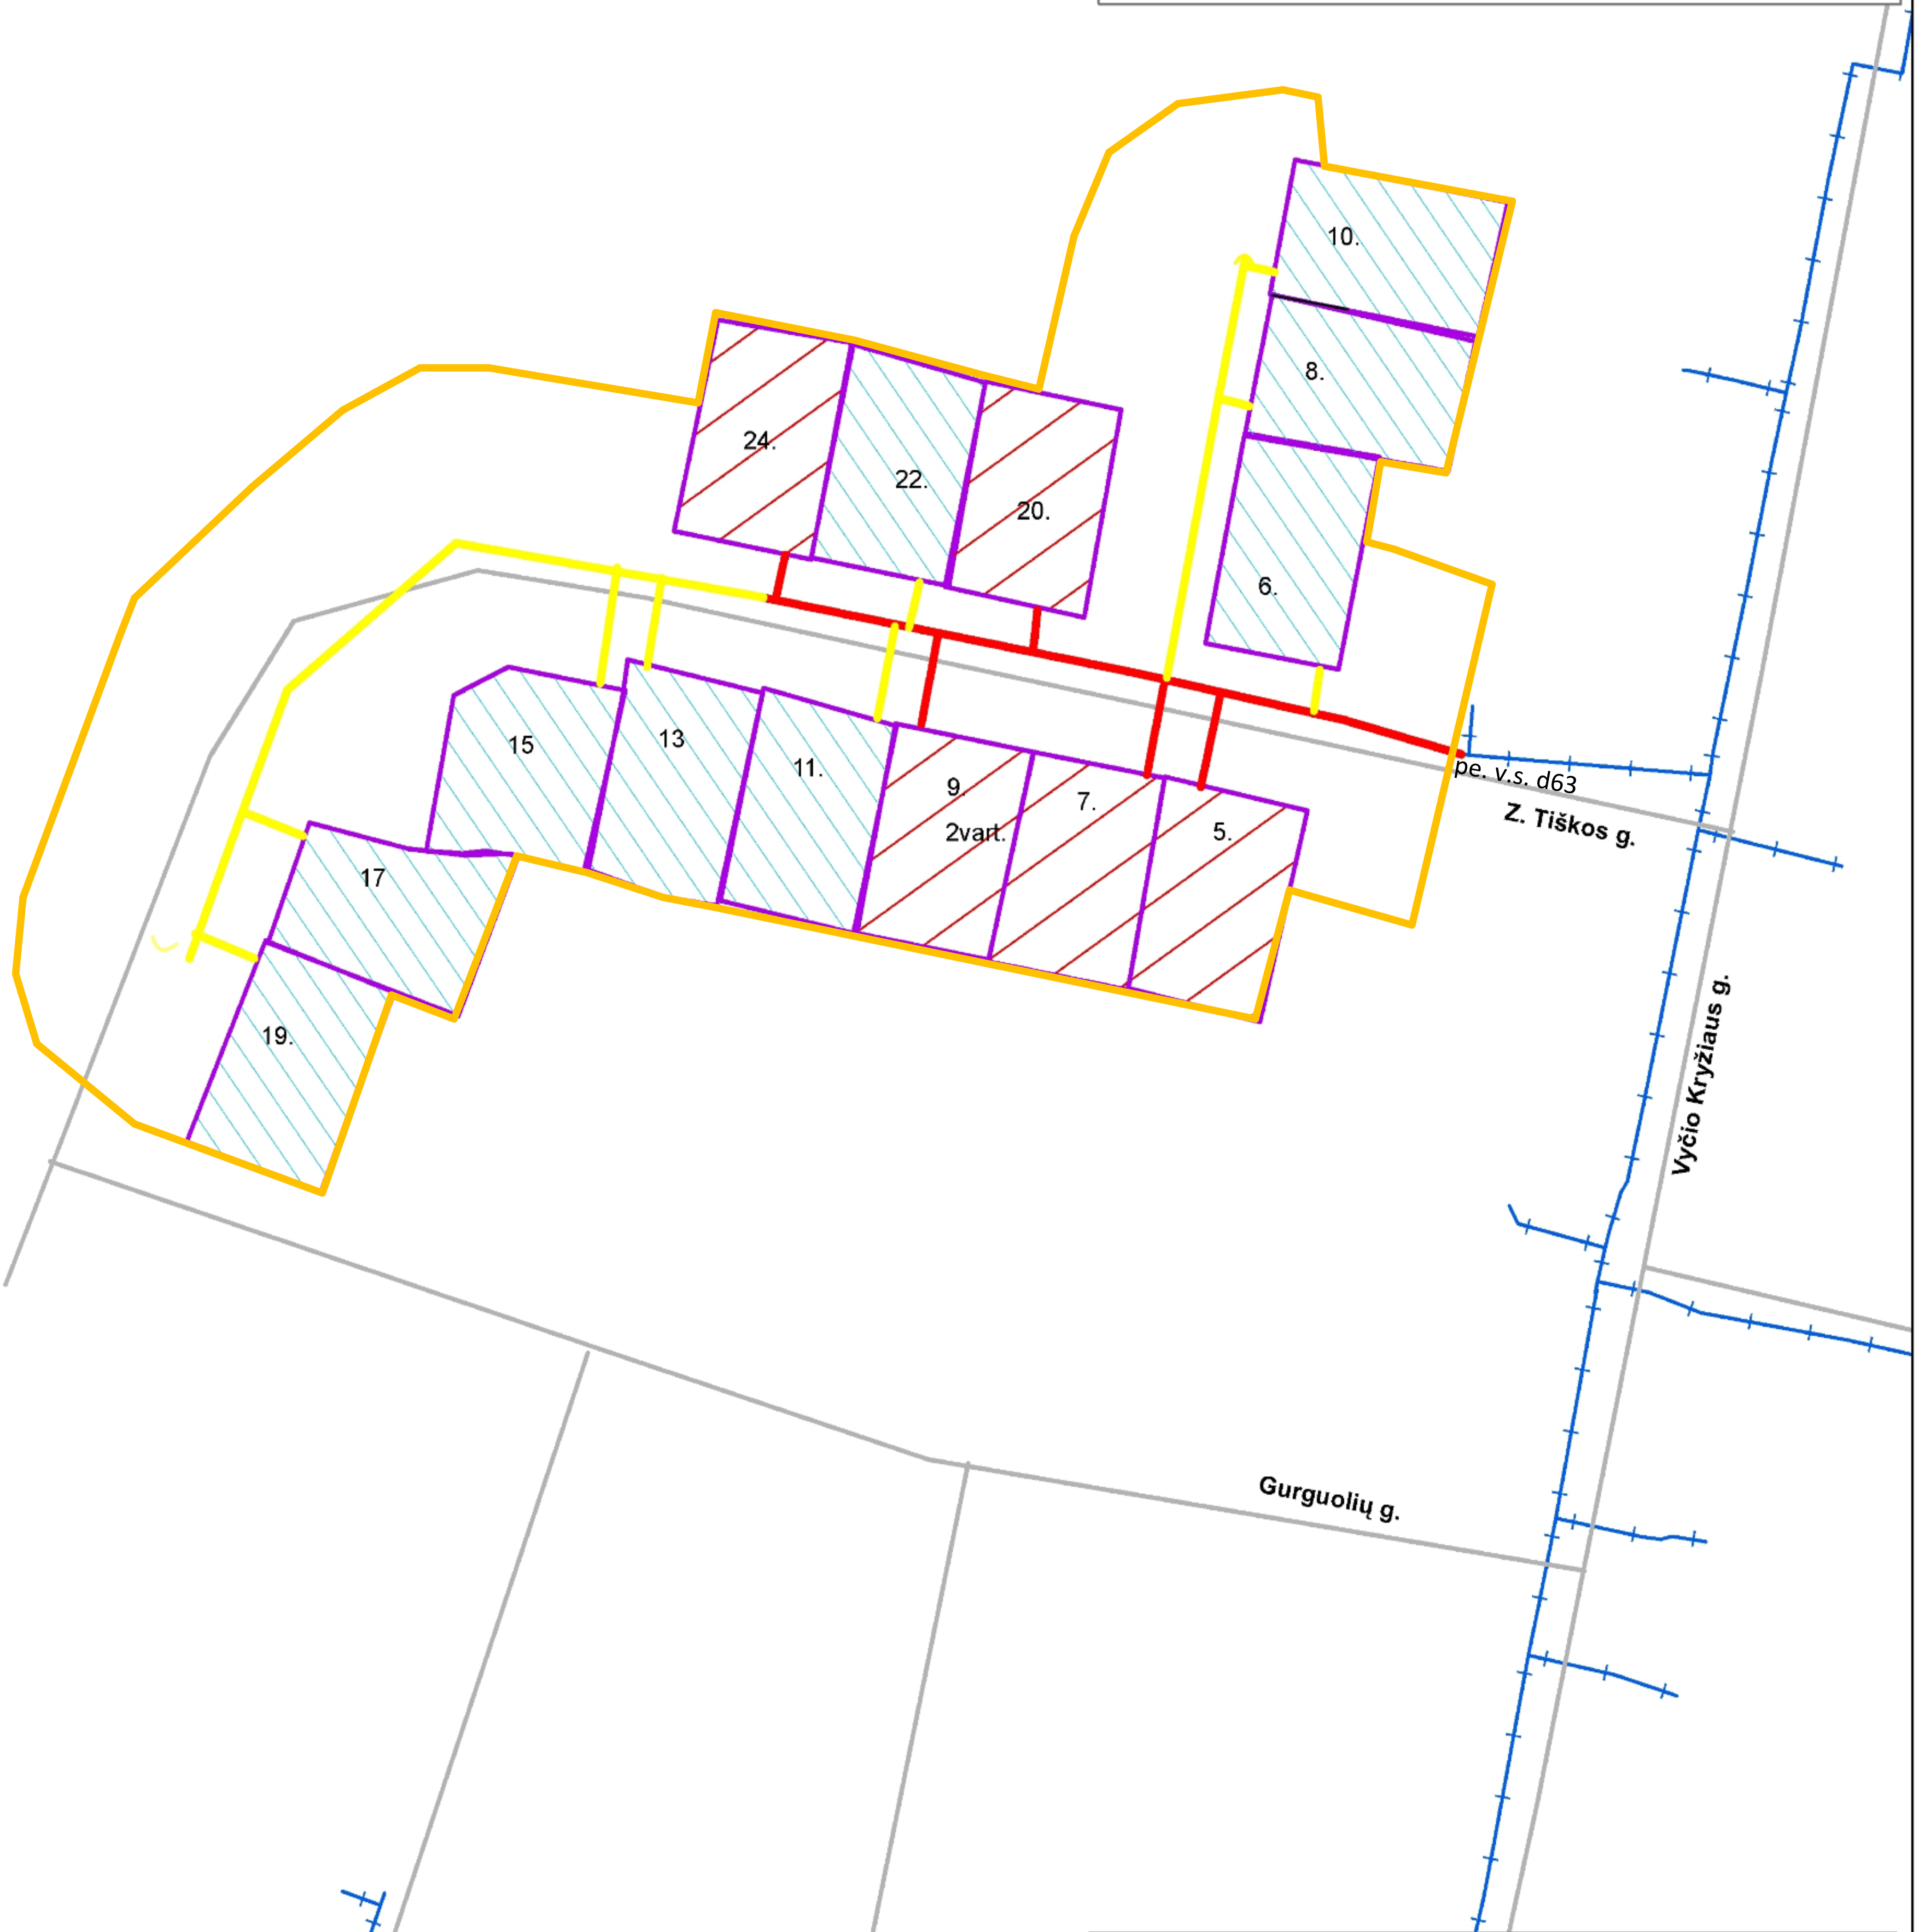 10.
8.
24.
22.
20.
6.
15
13
11.
9.
2vart.
7.
5.
pe. v.s. d63
Z. Tiškos g.
17
19.
Vyčio Kryžiaus g.
Gurguolių g.